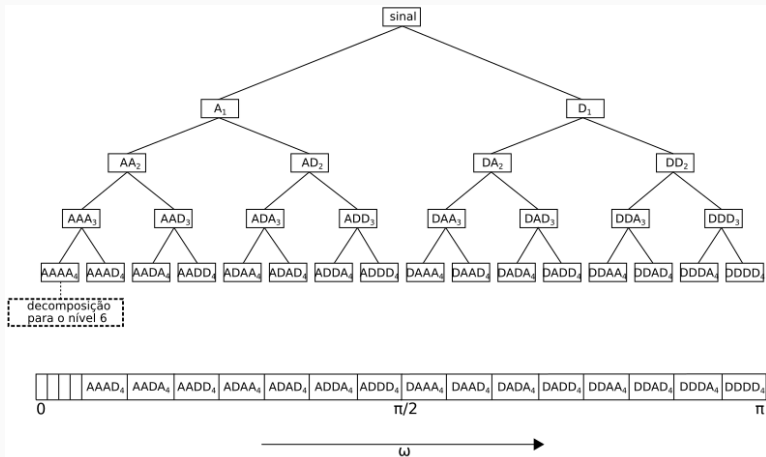 sinal
A₁ D₁
AA₂ AD₂ DA₂ DD₂
AAA₃ AAD₃ ADA₃ ADD₃ DAA₃ DAD₃ DDA₃ DDD₃
AAAA₄ AAAD₄ AADA₄ AADD₄ ADAA₄ ADAD₄ ADDA₄ ADDD₄ DAAA₄ DAAD₄ DADA₄ DADD₄ DDAA₄ DDAD₄ DDDA₄ DDDD₄
decomposição
para o nível 6
AAAD₄ AADA₄ AADD₄ ADAA₄ ADAD₄ ADDA₄ ADDD₄ DAAA₄ DAAD₄ DADA₄ DADD₄ DDAA₄ DDAD₄ DDDA₄ DDDD₄
0 π/2 π
ω